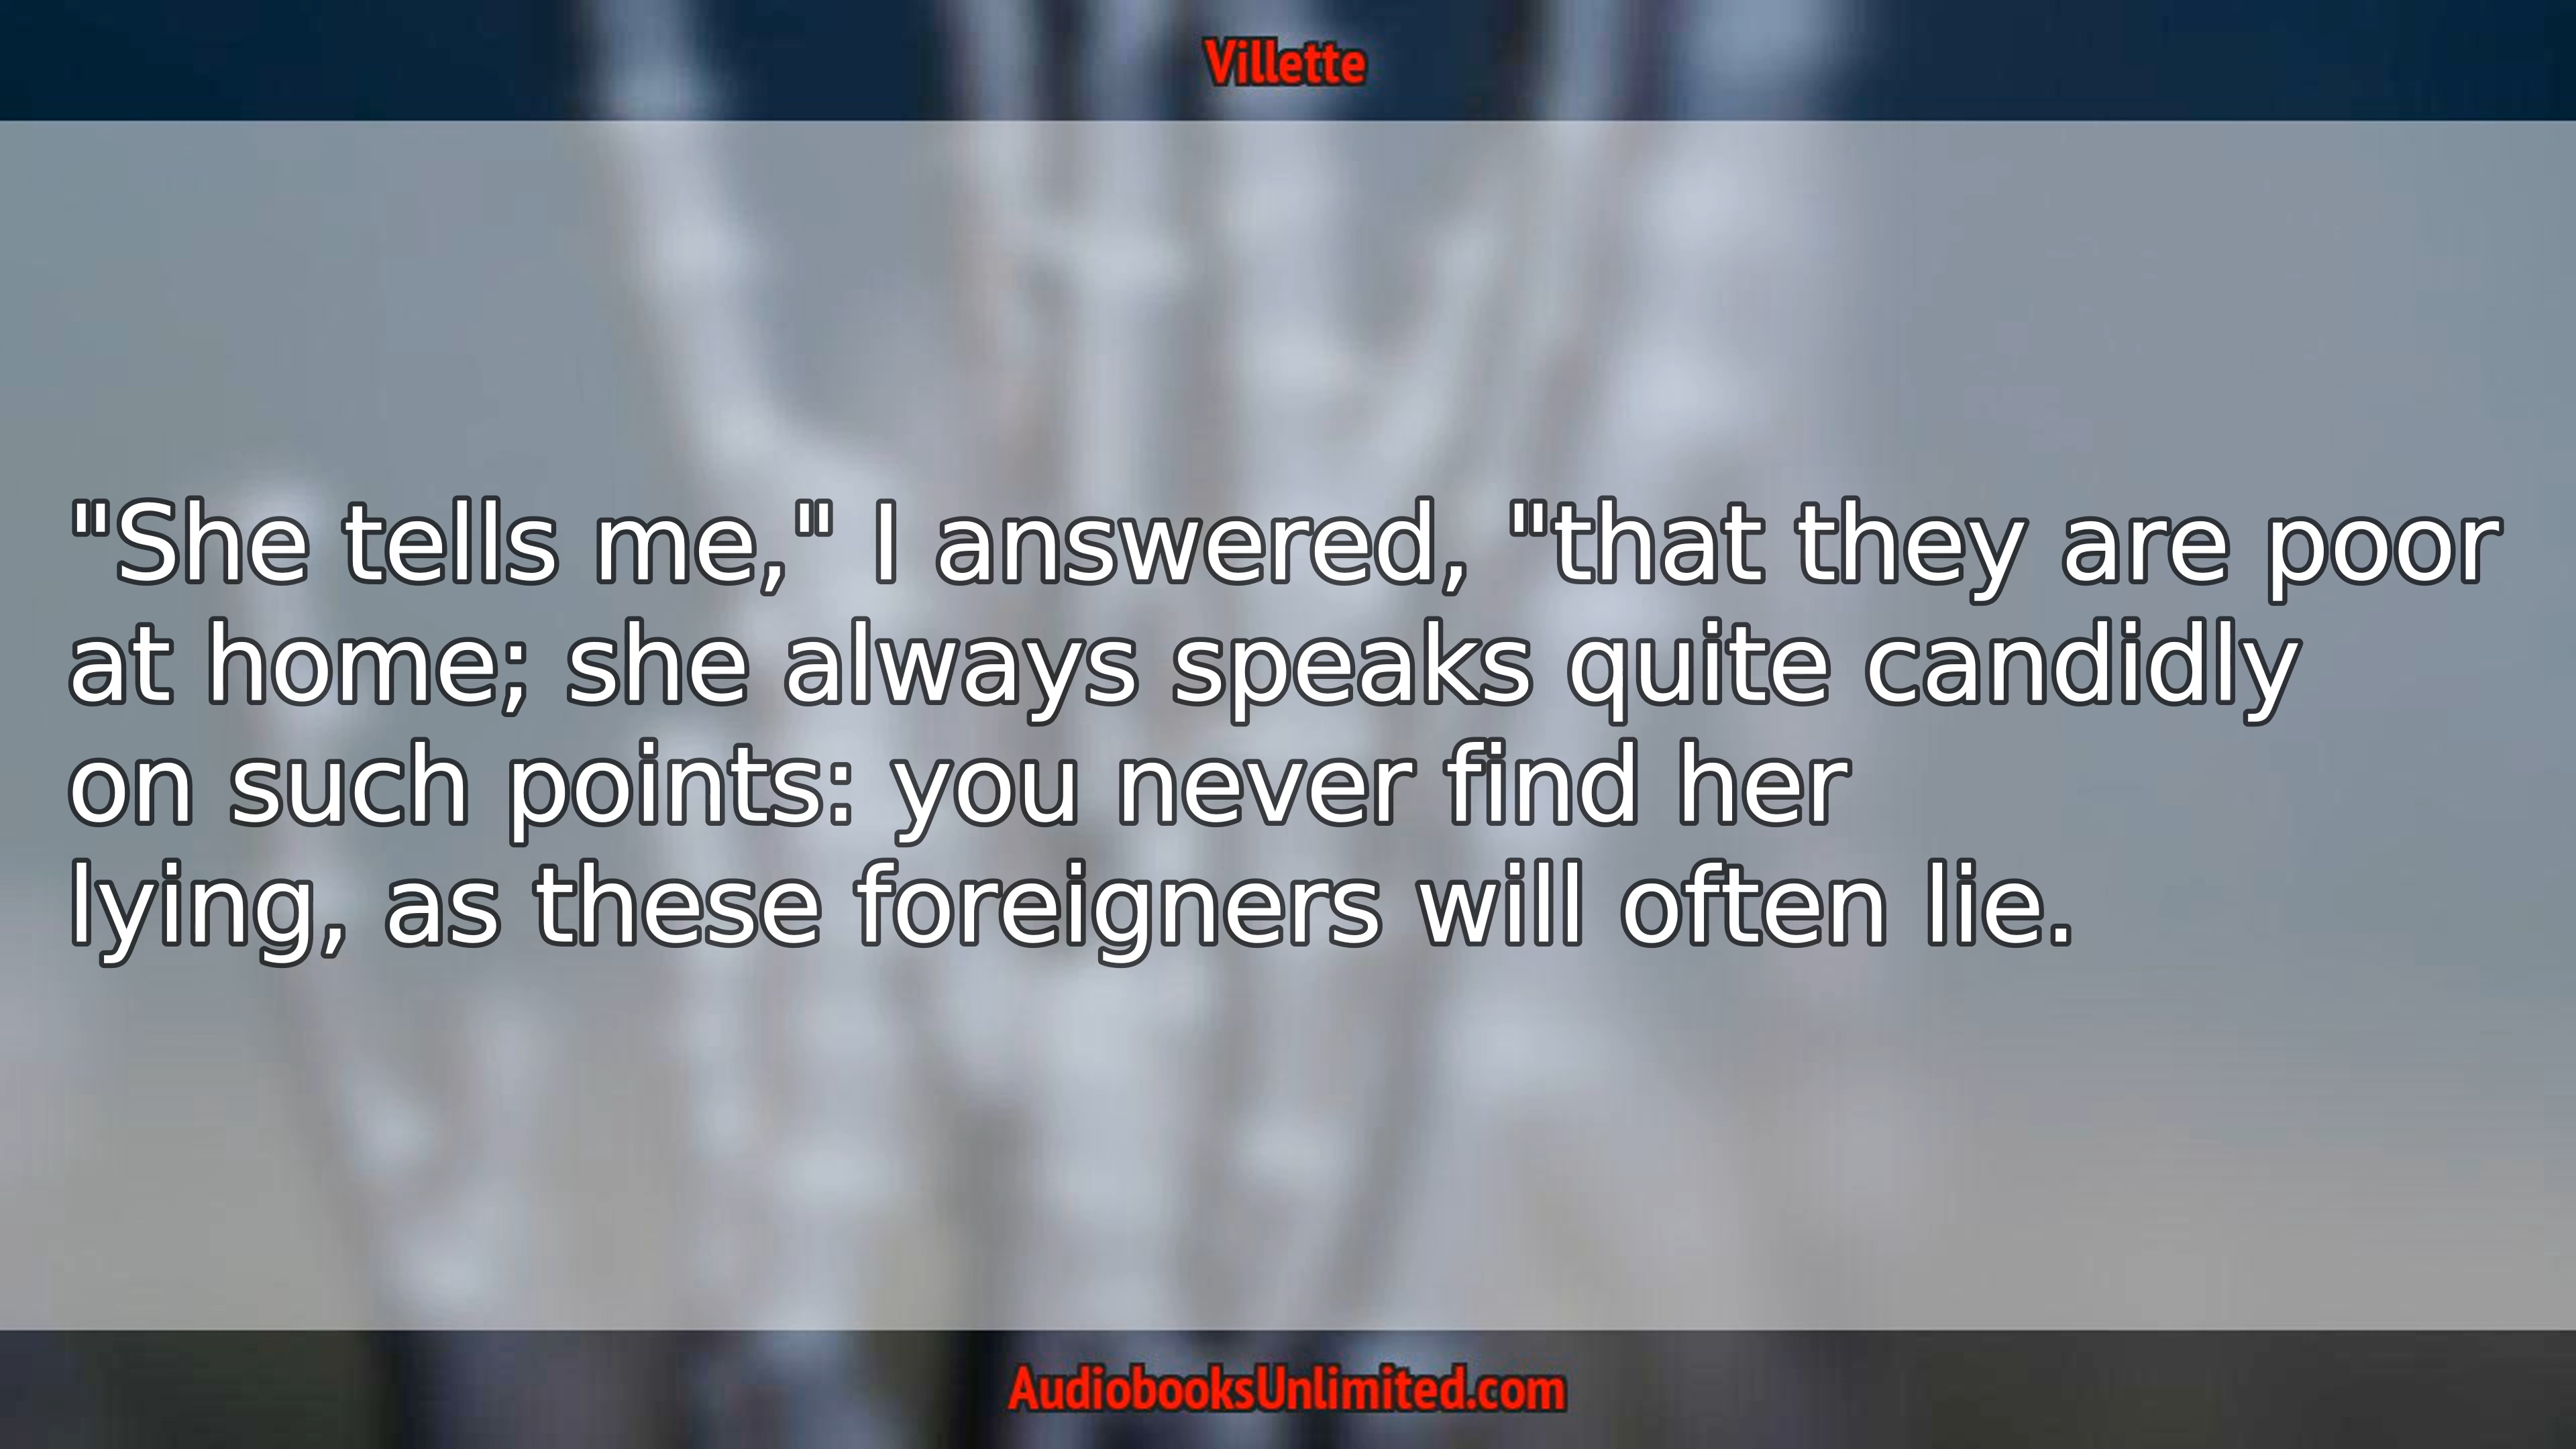 Villette
"She tells me," I answered, "that they are poor
at home; she always speaks quite candidly
on such points: you never find her
lying, as these foreigners will often lie.
AudiobooksUnlimited.com